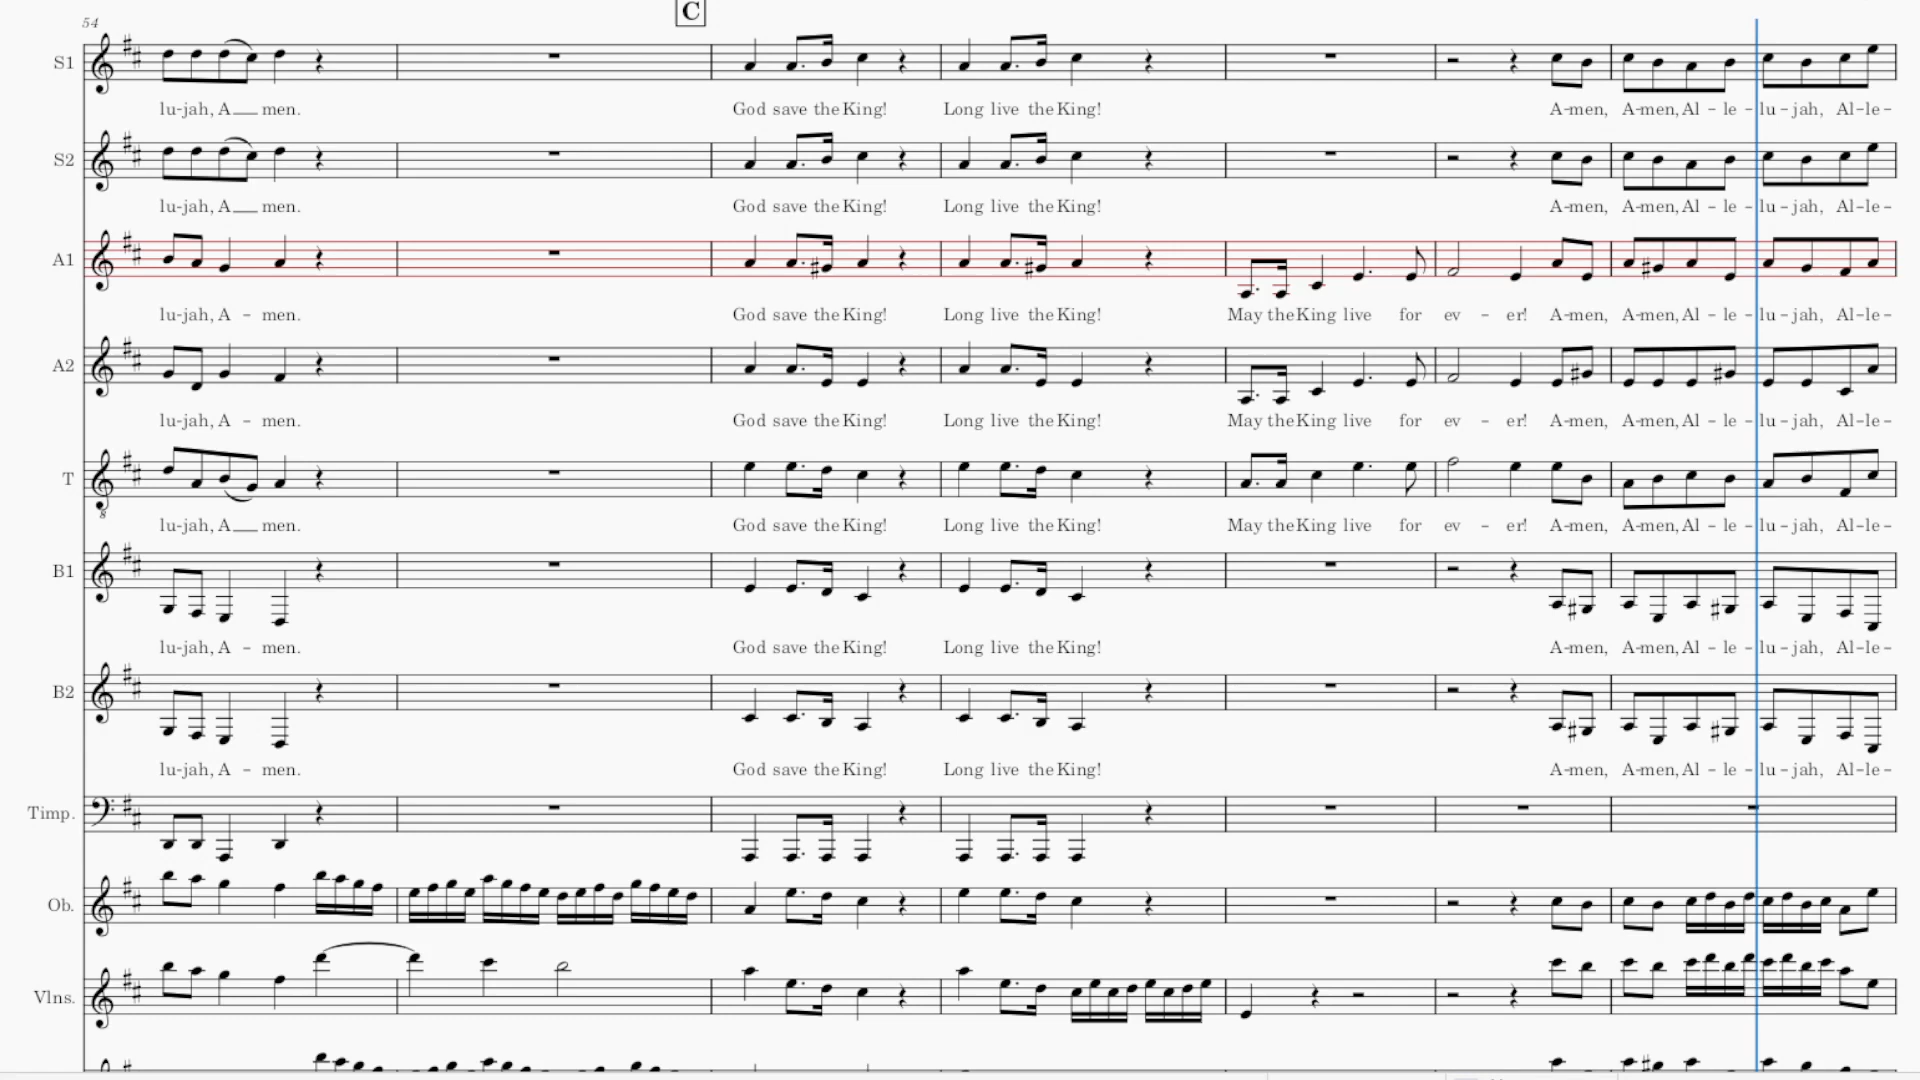 54
C
S1
lu-jah, A men.
God save the King! Long live the King!
A-men, A-men, Al - le - lu - jah, Al-le-
S2
lu-jah, A men.
God save the King! Long live the King!
A-men, A-men, Al - le - lu - jah, Al-le-
A1
lu-jah, A - men.
God save the King! Long live the King! May the King live for ev - er! A-men, A-men, Al - le - lu - jah, Al-le-
A2
lu-jah, A - men.
God save the King! Long live the King! May the King live for ev - er! A-men, A-men, Al - le - lu - jah, Al-le-
T
lu-jah, A men.
God save the King! Long live the King! May the King live for ev - er! A-men, A-men, Al - le - lu - jah, Al-le-
B1
lu-jah, A - men.
God save the King! Long live the King!
A-men, A-men, Al - le - lu - jah, Al-le-
B2
lu-jah, A - men.
God save the King! Long live the King!
A-men, A-men, Al - le - lu - jah, Al-le-
Timp.
Ob.
Vlns.